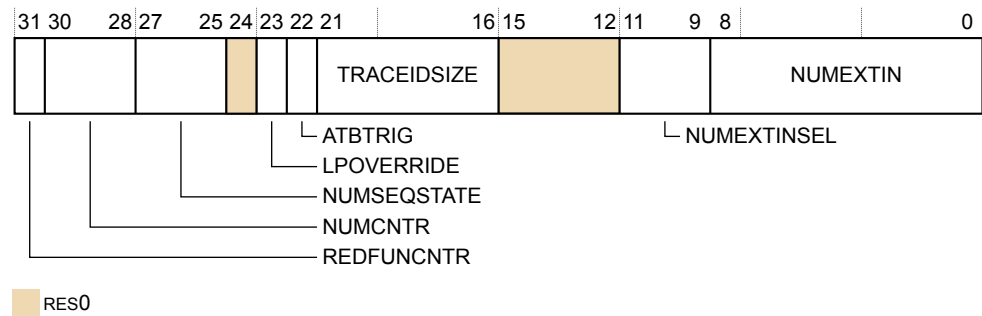 31 30 28 27 25 24 23 22 21 16 15 12 11 9 8 0
TRACEIDSIZE NUMEXTIN
ATBTRIG NUMEXTINSEL
LPOVERRIDE
NUMSEQSTATE
NUMCNTR
REDFUNCNTR
RES0